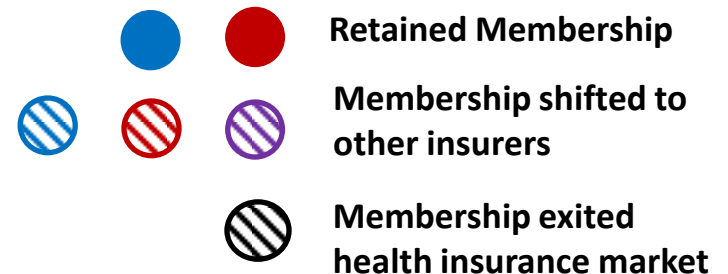 Retained Membership
Membership shifted to
other insurers
Membership exited
health insurance market